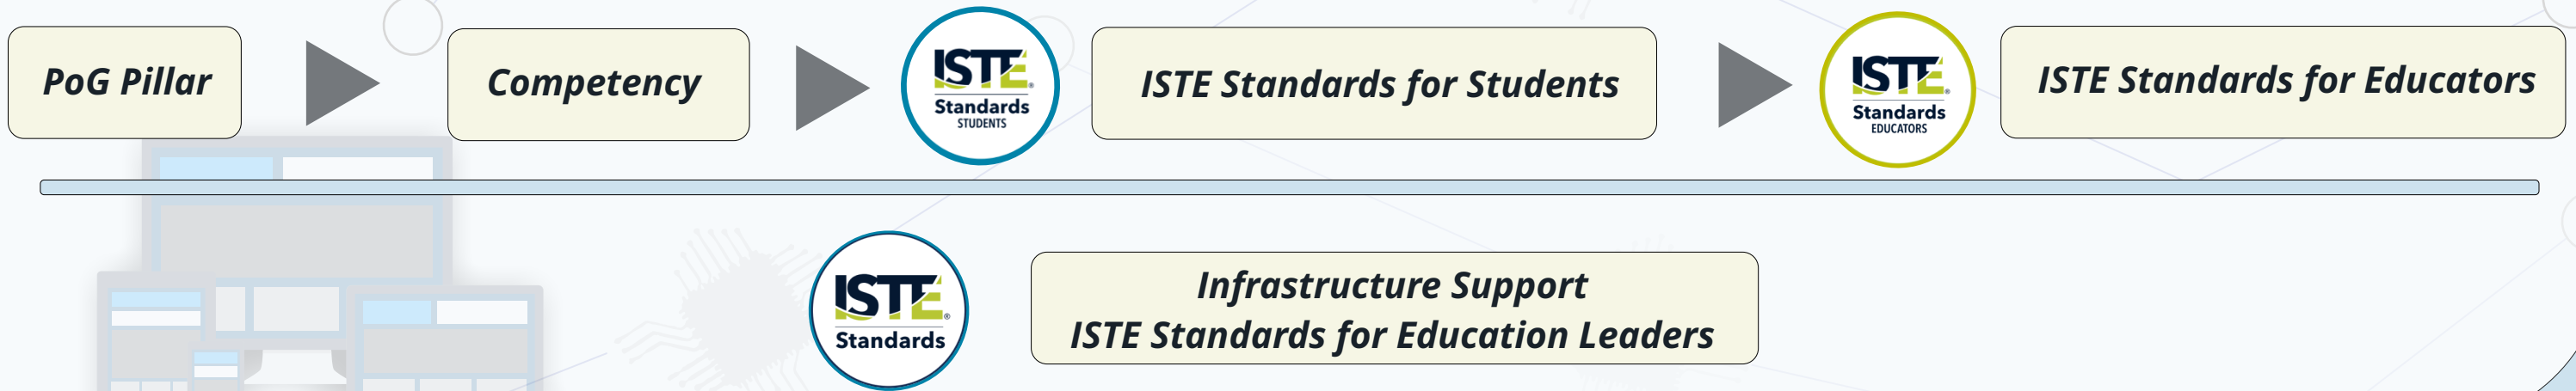 PoG Pillar
Competency
ISTE®
Standards
STUDENTS
ISTE Standards for Students
ISTE®
Standards
EDUCATORS
ISTE Standards for Educators
ISTE®
Standards
Infrastructure Support
ISTE Standards for Education Leaders